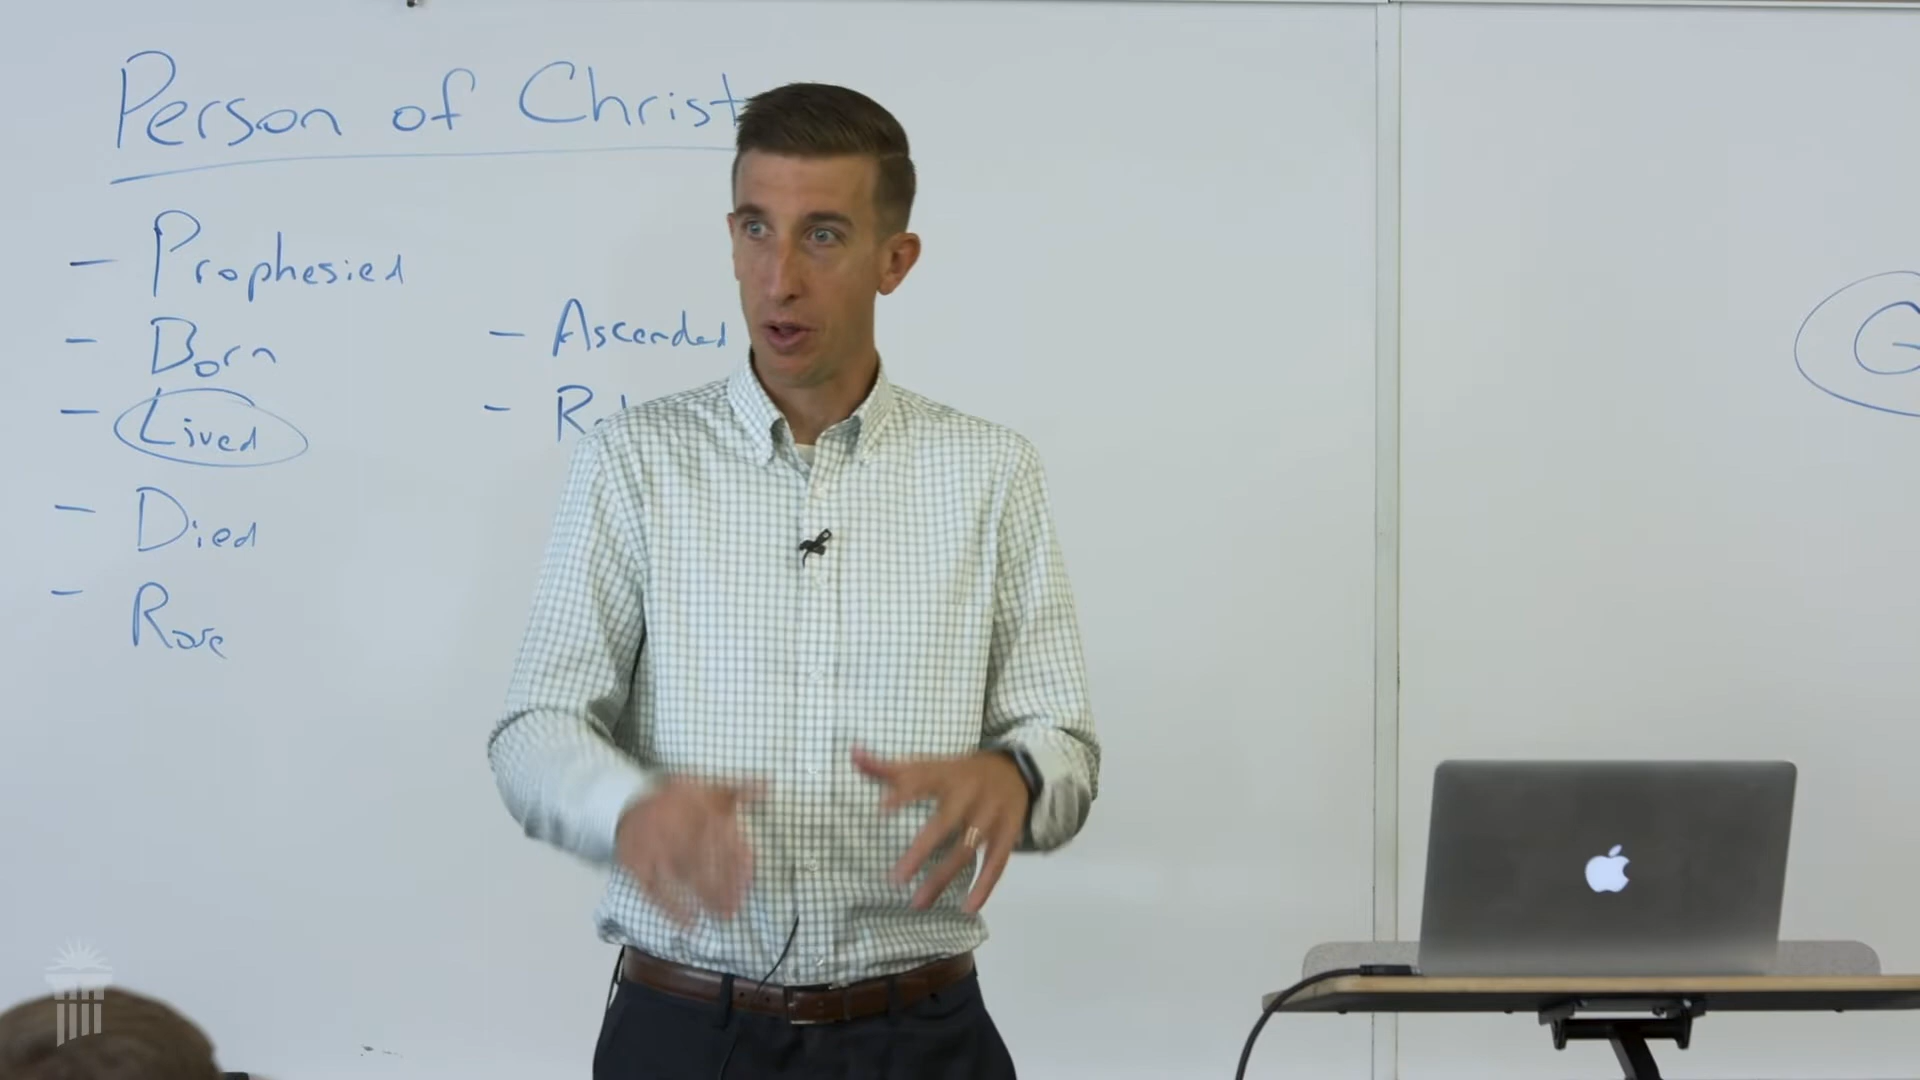 Person of Christ
- Prophesied
- Born
- Lived
- Died
- Rose
- Ascended
-
G